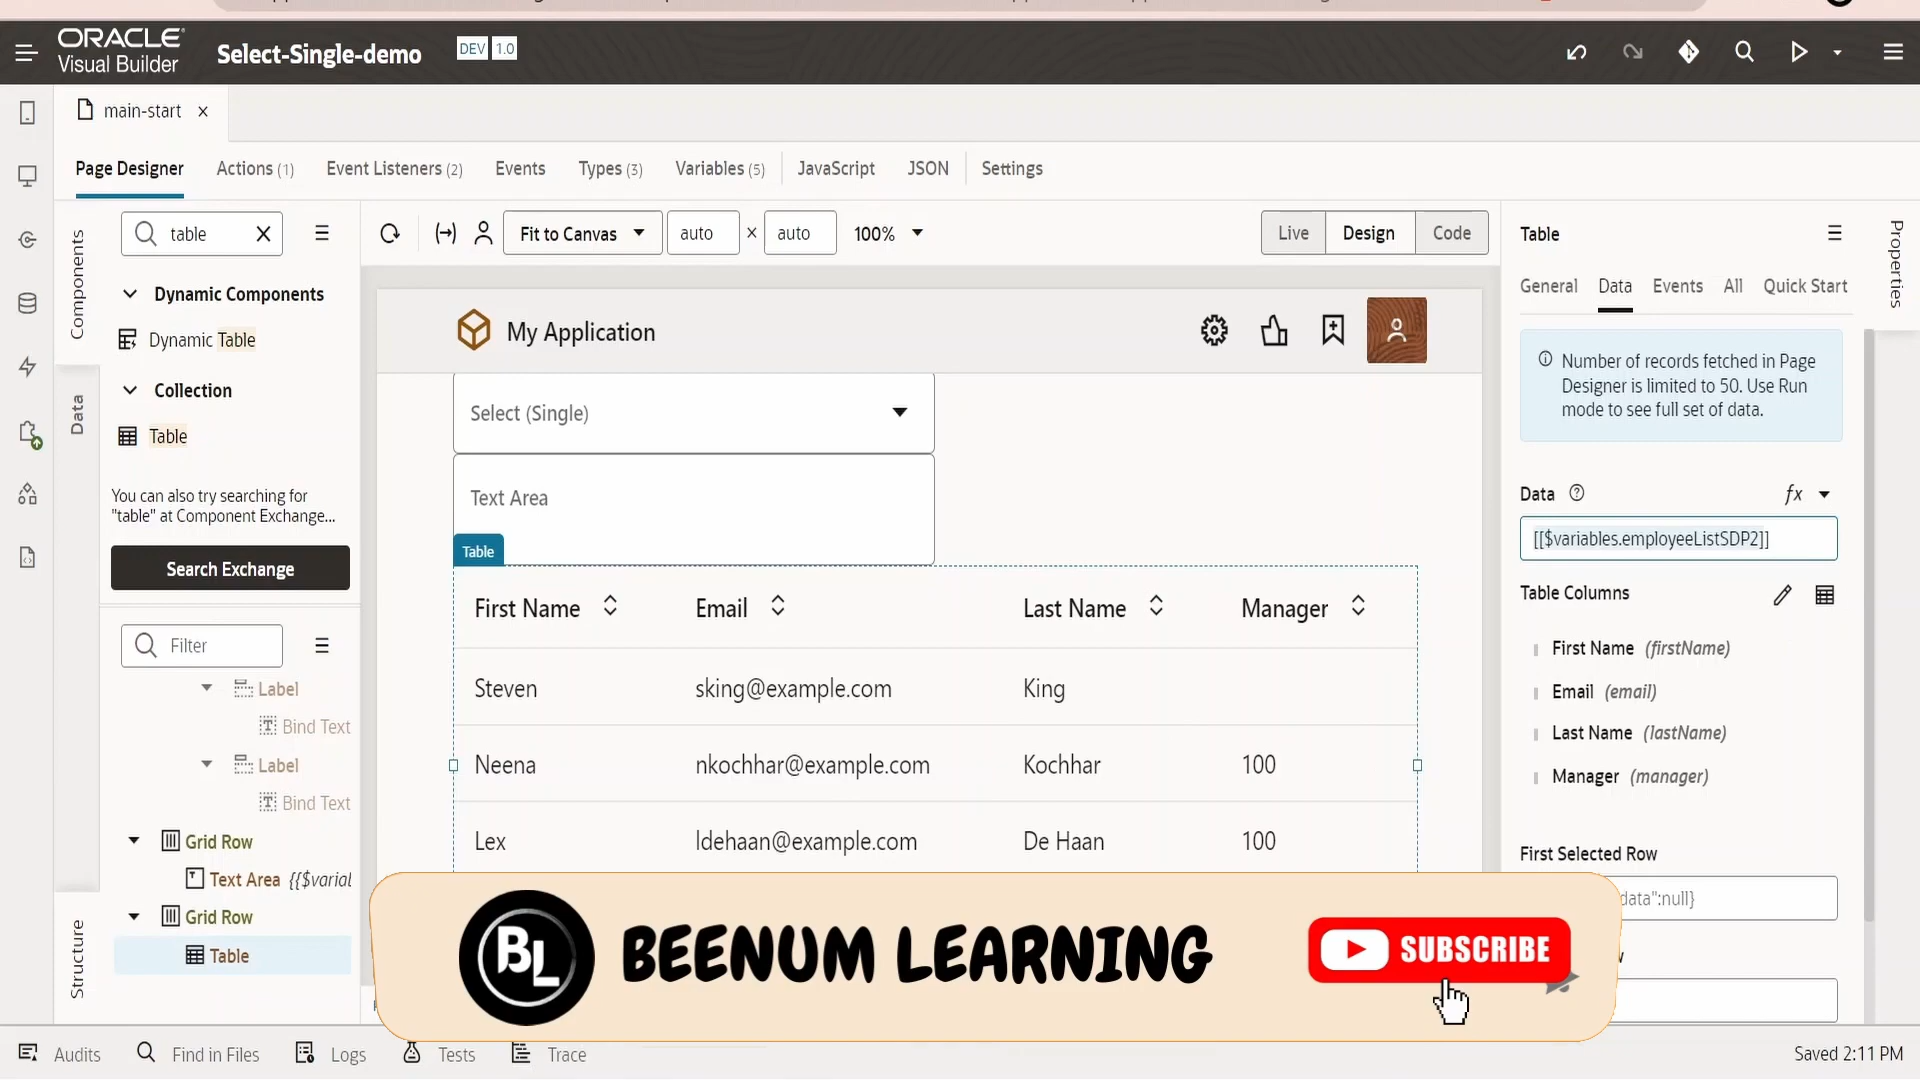 ORACLE
Visual Builder
Select-Single-demo
DEV 1.0
main-start
Page Designer
Actions (1)
Event Listeners (2)
Events
Types (3)
Variables (5)
JavaScript
JSON
Settings
Components
Data
Structure
table
Dynamic Components
Dynamic Table
Collection
Table
You can also try searching for
"table" at Component Exchange...
Search Exchange
Filter
Label
Bind Text
Label
Bind Text
Grid Row
Text Area {{$varial
Grid Row
Table
Fit to Canvas
auto × auto
100%
Live
Design
Code
My Application
Select (Single)
Text Area
Table
First Name Email Last Name Manager
Steven sking@example.com King
Neena nkochhar@example.com Kochhar 100
Lex ldehaan@example.com De Haan 100
BL
BEENUM LEARNING
SUBSCRIBE
Table
Properties
General Data Events All Quick Start
Number of records fetched in Page
Designer is limited to 50. Use Run
mode to see full set of data.
Data
fx
[[$variables.employeeListSDP2]]
Table Columns
First Name (firstName)
Email (email)
Last Name (lastName)
Manager (manager)
First Selected Row
data":null}
Audits
Find in Files
Logs
Tests
Trace
Saved 2:11 PM